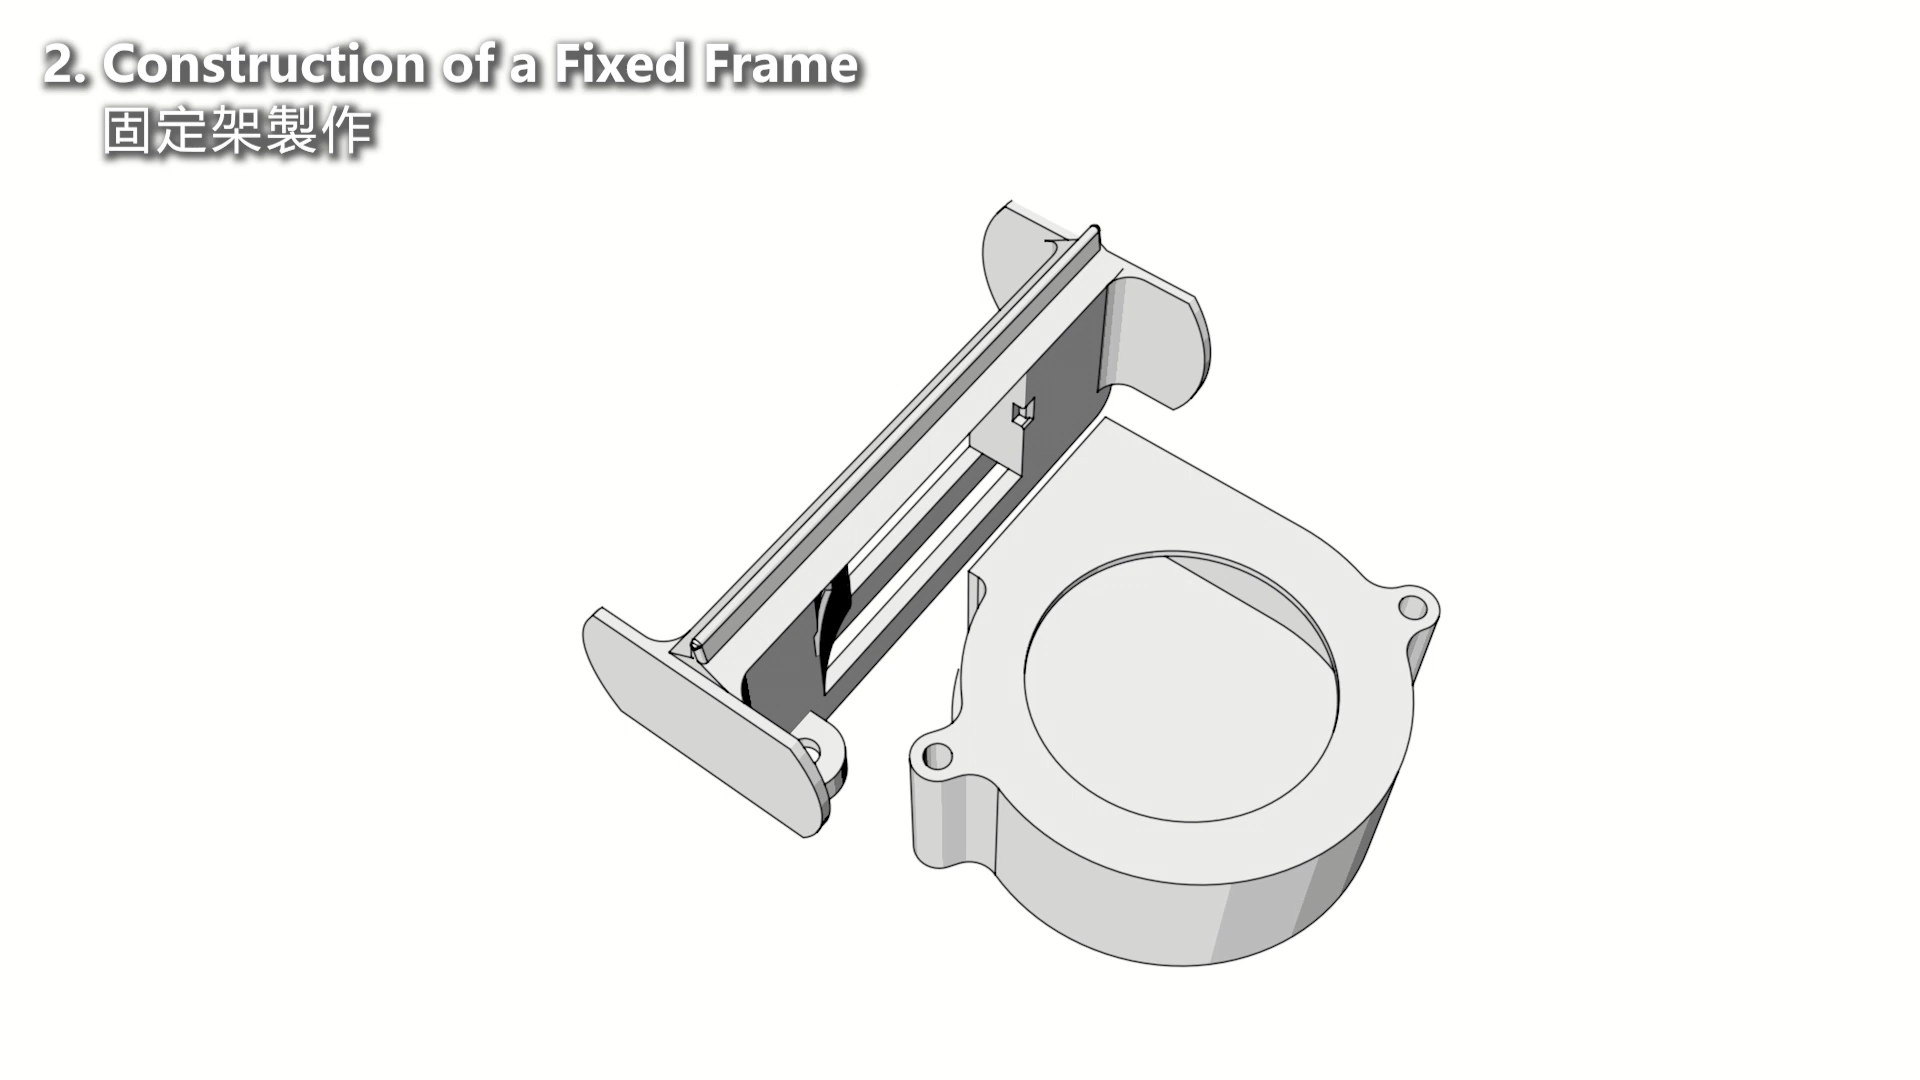 2. Construction of a Fixed Frame
固定架製作